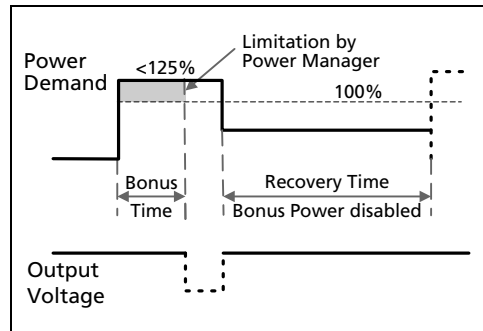 Power
Demand
<125%
Limitation by
Power Manager
100%
Bonus
Time
Recovery Time
Bonus Power disabled
Output
Voltage